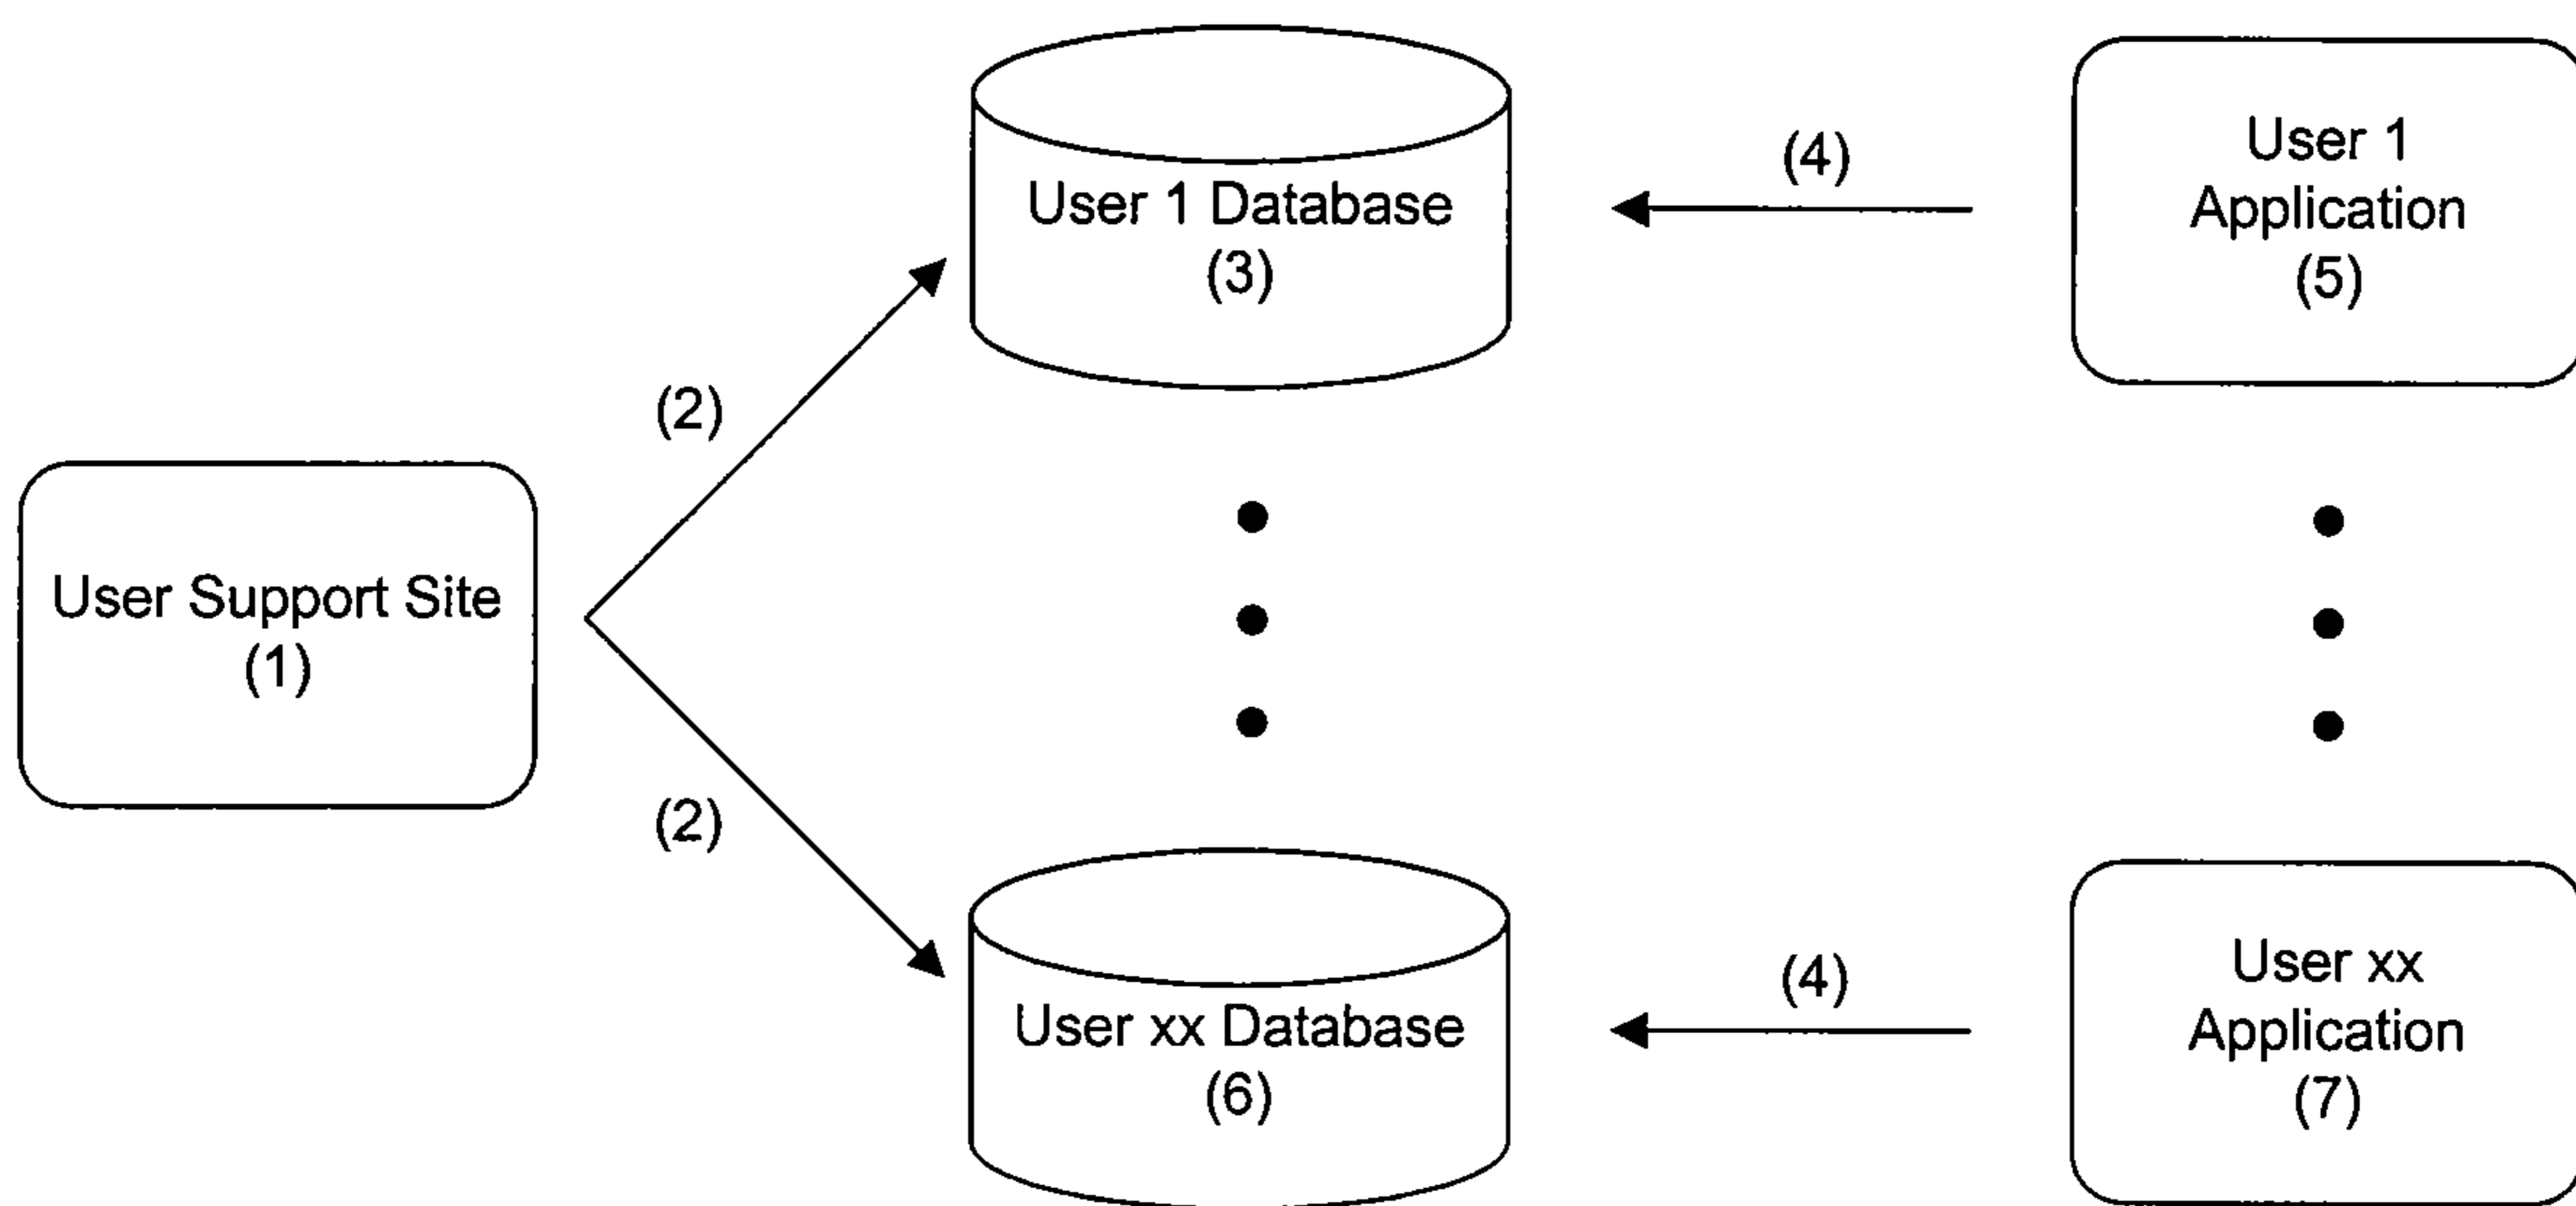 User 1 Database
(3)
(4)
User 1
Application
(5)
(2)
User Support Site
(1)
(2)
User xx Database
(6)
(4)
User xx
Application
(7)